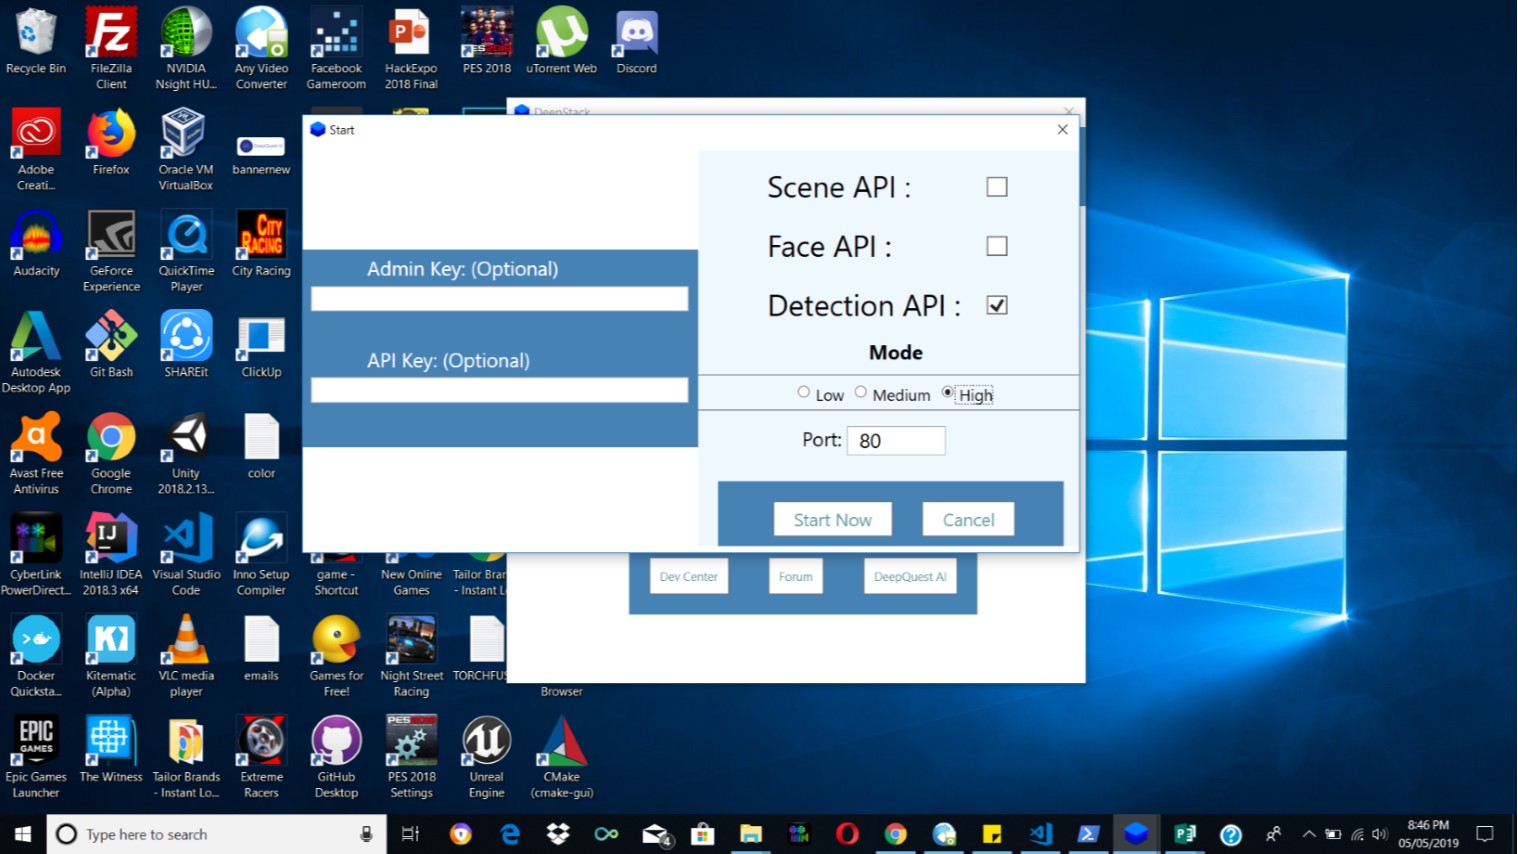 Recycle Bin
FileZilla
Client
NVIDIA
Nsight HU...
Any Video
Converter
Facebook
Gameroom
HackExpo
2018 Final
PES 2018
uTorrent Web
Discord
Adobe
Creati...
Firefox
Oracle VM
VirtualBox
bannernew
DeepStack
Start
Scene API :
Face API :
Detection API :
Admin Key: (Optional)
API Key: (Optional)
Mode
Low
Medium
High
Port:
80
Start Now
Cancel
Dev Center
Forum
DeepQuest AI
Audacity
GeForce
Experience
QuickTime
Player
CITY
RACING
City Racing
Autodesk
Desktop App
Git Bash
SHAREit
ClickUp
Avast Free
Antivirus
Google
Chrome
Unity
2018.2.13...
color
CyberLink
PowerDirect...
IntelliJ IDEA
2018.3 x64
Visual Studio
Code
Inno Setup
Compiler
game -
Shortcut
New Online
Games
Tailor Bran
- Instant L
Docker
Quicksta...
Kitematic
(Alpha)
VLC media
player
emails
Games for
Free!
Night Street
Racing
TORCHFUS
Browser
EPIC
GAMES
Epic Games
Launcher
The Witness
Tailor Brands
- Instant Lo...
Extreme
Racers
GitHub
Desktop
PES 2018
Settings
Unreal
Engine
CMake
(cmake-gui)
Type here to search
4
8:46 PM
05/05/2019